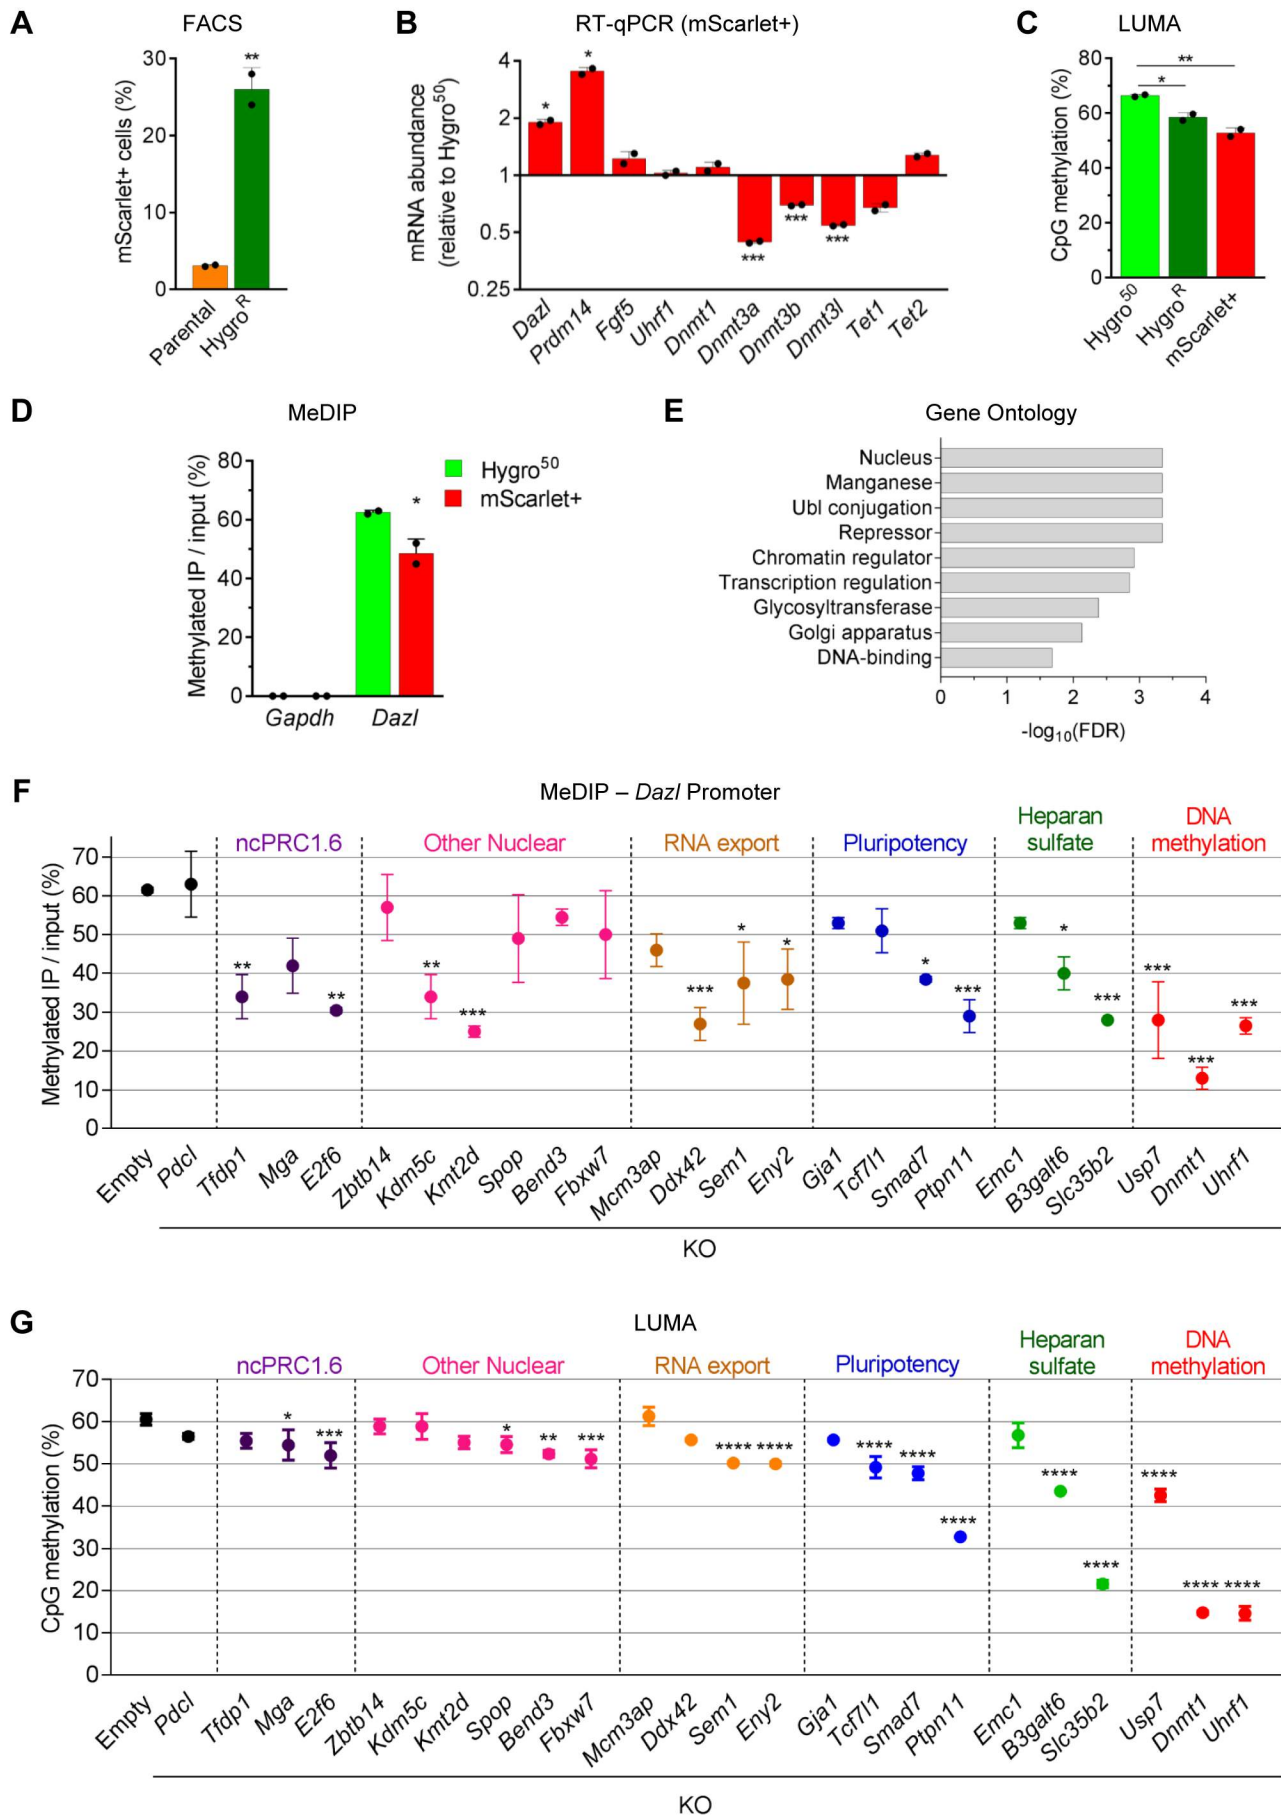 A
FACS
mScarlet+ cells (%)
30
20
10
0
**
Parental
Hygro^R
B
RT-qPCR (mScarlet+)
mRNA abundance
(relative to Hygro^50)
4
2
1
0.5
0.25
*
*
***
***
***
Dazl
Prdm14
Fgf5
Uhrf1
Dnmt1
Dnmt3a
Dnmt3b
Dnmt3l
Tet1
Tet2
C
LUMA
CpG methylation (%)
80
60
40
20
0
**
*
Hygro^50
Hygro^R
mScarlet+
D
MeDIP
Methylated IP / input (%)
80
60
40
20
0
*
Hygro^50
mScarlet+
Gapdh
Dazl
E
Gene Ontology
Nucleus
Manganese
Ubl conjugation
Repressor
Chromatin regulator
Transcription regulation
Glycosyltransferase
Golgi apparatus
DNA-binding
0 1 2 3 4
-log10(FDR)
F
MeDIP – Dazl Promoter
Methylated IP / input (%)
70
60
50
40
30
20
10
0
ncPRC1.6
Other Nuclear
RNA export
Pluripotency
Heparan
sulfate
DNA
methylation
** ** ** *** *** * * * *** * *** *** *** ***
Empty
Pdcl
Tfdp1
Mga
E2f6
Zbtb14
Kdm5c
Kmt2d
Spop
Bend3
Fbxw7
Mcm3ap
Ddx42
Sem1
Eny2
Gja1
Tcf7l1
Smad7
Ptpn11
Emc1
B3galt6
Slc35b2
Usp7
Dnmt1
Uhrf1
KO
G
LUMA
CpG methylation (%)
70
60
50
40
30
20
10
0
ncPRC1.6
Other Nuclear
RNA export
Pluripotency
Heparan
sulfate
DNA
methylation
* *** * ** *** **** **** **** **** **** **** **** **** **** ****
Empty
Pdcl
Tfdp1
Mga
E2f6
Zbtb14
Kdm5c
Kmt2d
Spop
Bend3
Fbxw7
Mcm3ap
Ddx42
Sem1
Eny2
Gja1
Tcf7l1
Smad7
Ptpn11
Emc1
B3galt6
Slc35b2
Usp7
Dnmt1
Uhrf1
KO